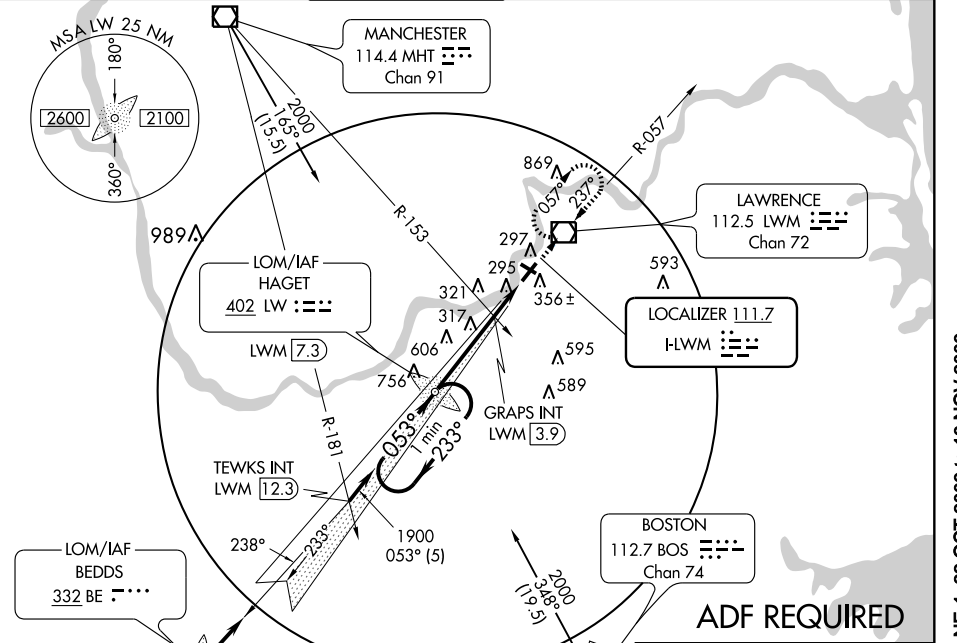 MSA LW 25 NM
180°
2600
2100
360°
MANCHESTER
114.4 MHT
Chan 91
2000
165°
(15.5)
R-153
R-057
869
057°
237°
LAWRENCE
112.5 LWM
Chan 72
989
297
295
593
LOM/IAF
HAGET
402 LW
321
356±
317
LOCALIZER 111.7
I-LWM
LWM 7.3
606
595
756
589
R-181
GRAPS INT
LWM 3.9
053°
1 min
233°
TEWKS INT
LWM 12.3
238°
233°
1900
053° (5)
BOSTON
112.7 BOS
Chan 74
LOM/IAF
BEDDS
332 BE
2000
348°
(19.5)
ADF REQUIRED